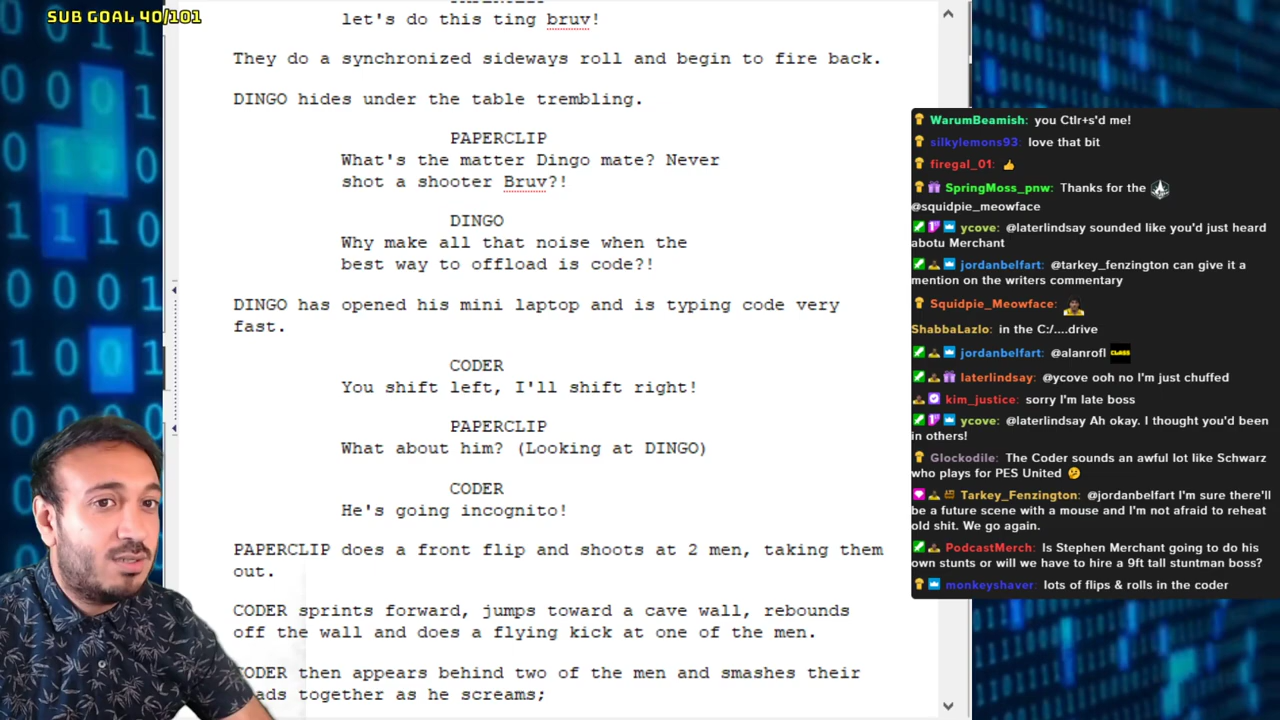 SUB GOAL 40/101
let's do this ting bruv!
They do a synchronized sideways roll and begin to fire back.
DINGO hides under the table trembling.
PAPERCLIP
What's the matter Dingo mate? Never
shot a shooter Bruv?!
DINGO
Why make all that noise when the
best way to offload is code?!
DINGO has opened his mini laptop and is typing code very
fast.
CODER
You shift left, I'll shift right!
PAPERCLIP
What about him? (Looking at DINGO)
CODER
He's going incognito!
PAPERCLIP does a front flip and shoots at 2 men, taking them
out.
CODER sprints forward, jumps toward a cave wall, rebounds
off the wall and does a flying kick at one of the men.
then appears behind two of the men and smashes their
together as he screams;
WarumBeamish: you Ctlr+s'd me!
silkylemons93: love that bit
firegal_01: 👍
SpringMoss_pnw: Thanks for the
@squidpie_meowface
ycove: @laterlindsay sounded like you'd just heard
abotu Merchant
jordanbelfart: @tarkey_fenzington can give it a
mention on the writers commentary
Squidpie_Meowface:
ShabbaLazlo: in the C:/....drive
jordanbelfart: @alanrofl CLASS
laterlindsay: @ycove ooh no I'm just chuffed
kim_justice: sorry I'm late boss
ycove: @laterlindsay Ah okay. I thought you'd been
in others!
Glockodile: The Coder sounds an awful lot like Schwarz
who plays for PES United 🤔
Tarkey_Fenzington: @jordanbelfart I'm sure there'll
be a future scene with a mouse and I'm not afraid to reheat
old shit. We go again.
PodcastMerch: Is Stephen Merchant going to do his
own stunts or will we have to hire a 9ft tall stuntman boss?
monkeyshaver: lots of flips & rolls in the coder